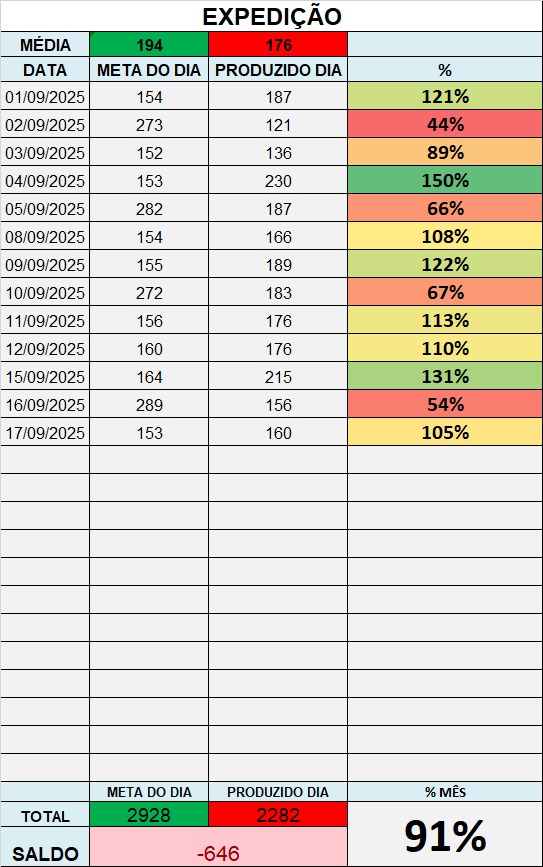 EXPEDIÇÃO
MÉDIA 194 176
DATA META DO DIA PRODUZIDO DIA %
01/09/2025 154 187 121%
02/09/2025 273 121 44%
03/09/2025 152 136 89%
04/09/2025 153 230 150%
05/09/2025 282 187 66%
08/09/2025 154 166 108%
09/09/2025 155 189 122%
10/09/2025 272 183 67%
11/09/2025 156 176 113%
12/09/2025 160 176 110%
15/09/2025 164 215 131%
16/09/2025 289 156 54%
17/09/2025 153 160 105%
META DO DIA PRODUZIDO DIA % MÊS
TOTAL 2928 2282 91%
SALDO -646